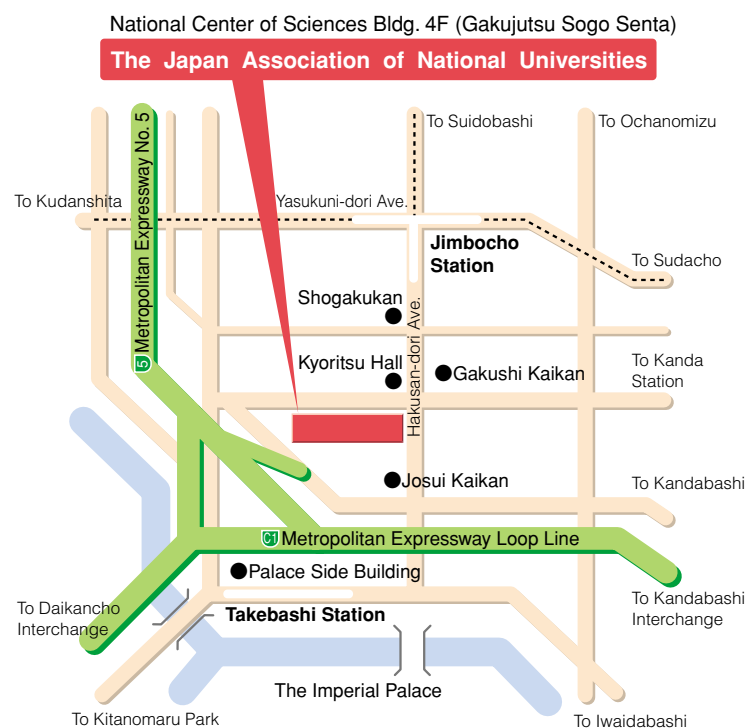 National Center of Sciences Bldg. 4F (Gakujutsu Sogo Senta)
The Japan Association of National Universities
To Suidobashi
To Ochanomizu
Metropolitan Expressway No. 5
5
To Kudanshita
Yasukuni-dori Ave.
Jimbocho
Station
To Sudacho
Shogakukan
Hakusan-dori Ave.
Kyoritsu Hall
Gakushi Kaikan
To Kanda
Station
Josui Kaikan
To Kandabashi
C1
Metropolitan Expressway Loop Line
Palace Side Building
To Daikancho
Interchange
Takebashi Station
To Kandabashi
Interchange
The Imperial Palace
To Kitanomaru Park
To Iwaidabashi